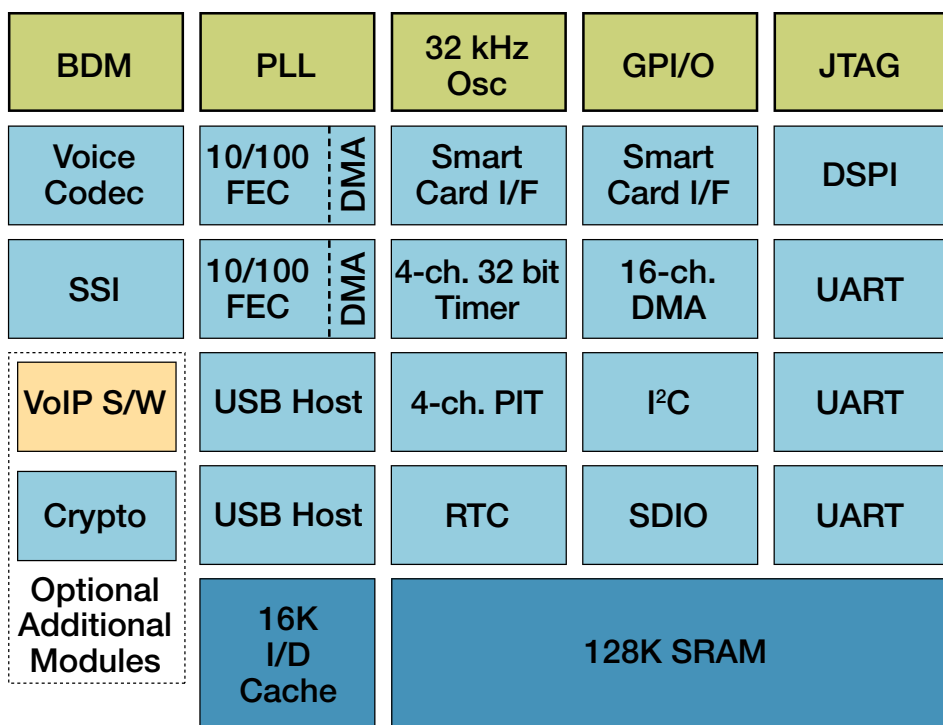 BDM
PLL
32 kHz
Osc
GPI/O
JTAG
Voice
Codec
10/100
FEC
DMA
Smart
Card I/F
Smart
Card I/F
DSPI
SSI
10/100
FEC
DMA
4-ch. 32 bit
Timer
16-ch.
DMA
UART
VoIP S/W
USB Host
4-ch. PIT
I²C
UART
Crypto
USB Host
RTC
SDIO
UART
Optional
Additional
Modules
16K
I/D
Cache
128K SRAM